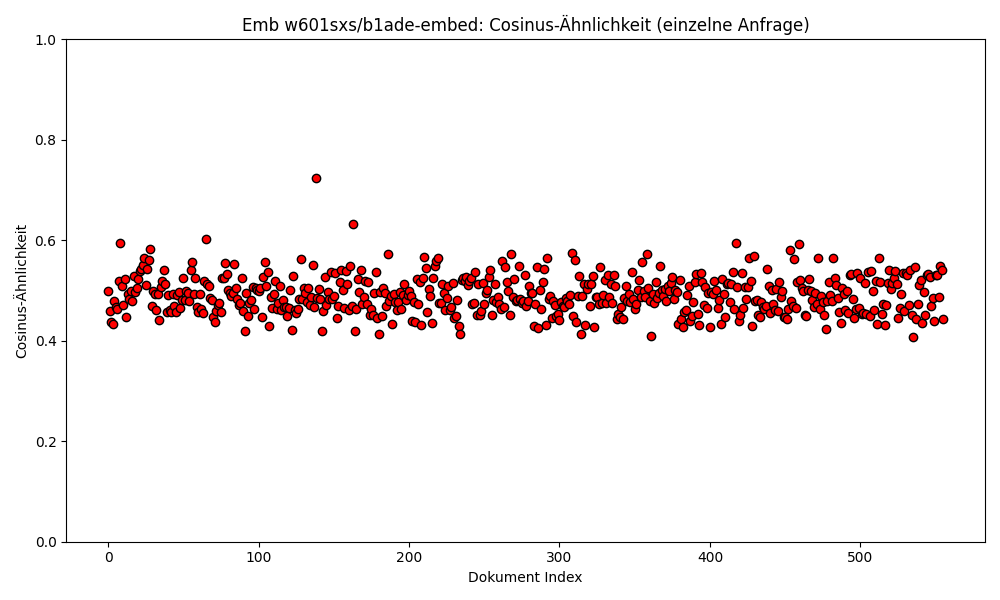 Emb w601sxs/b1ade-embed: Cosinus-Ähnlichkeit (einzelne Anfrage)
Cosinus-Ähnlichkeit
1.0
0.8
0.6
0.4
0.2
0.0
0 100 200 300 400 500
Dokument Index